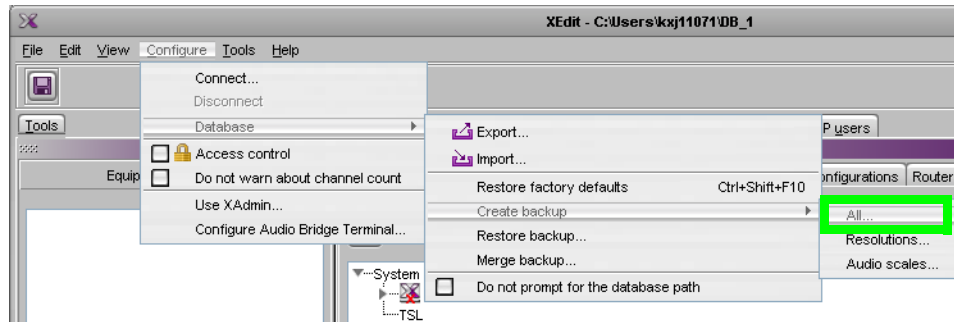 XEdit - C:\Users\kxj11071\DB_1
File Edit View Configure Tools Help
Connect...
Disconnect
Tools
Database
Export...
P users
Access control
Import...
Equip
Do not warn about channel count
Restore factory defaults Ctrl+Shift+F10
onfigurations Router
Use XAdmin...
Create backup
All...
Configure Audio Bridge Terminal...
Restore backup...
Resolutions...
Merge backup...
Audio scales...
System
Do not prompt for the database path
TSL